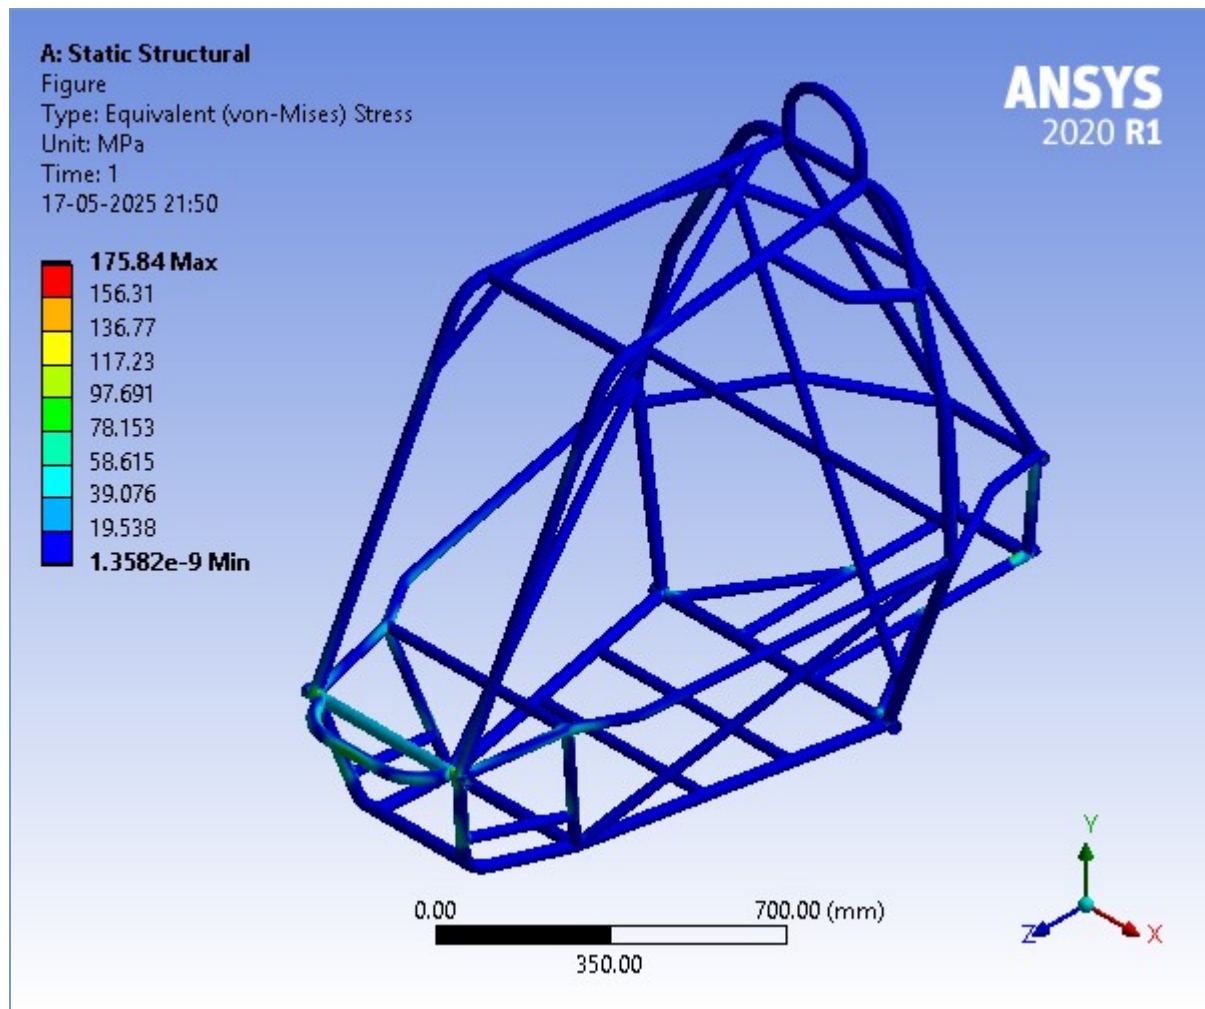 A: Static Structural
Figure
Type: Equivalent (von-Mises) Stress
Unit: MPa
Time: 1
17-05-2025 21:50
ANSYS
2020 R1
175.84 Max
156.31
136.77
117.23
97.691
78.153
58.615
39.076
19.538
1.3582e-9 Min
0.00
700.00 (mm)
350.00
Y
Z
X